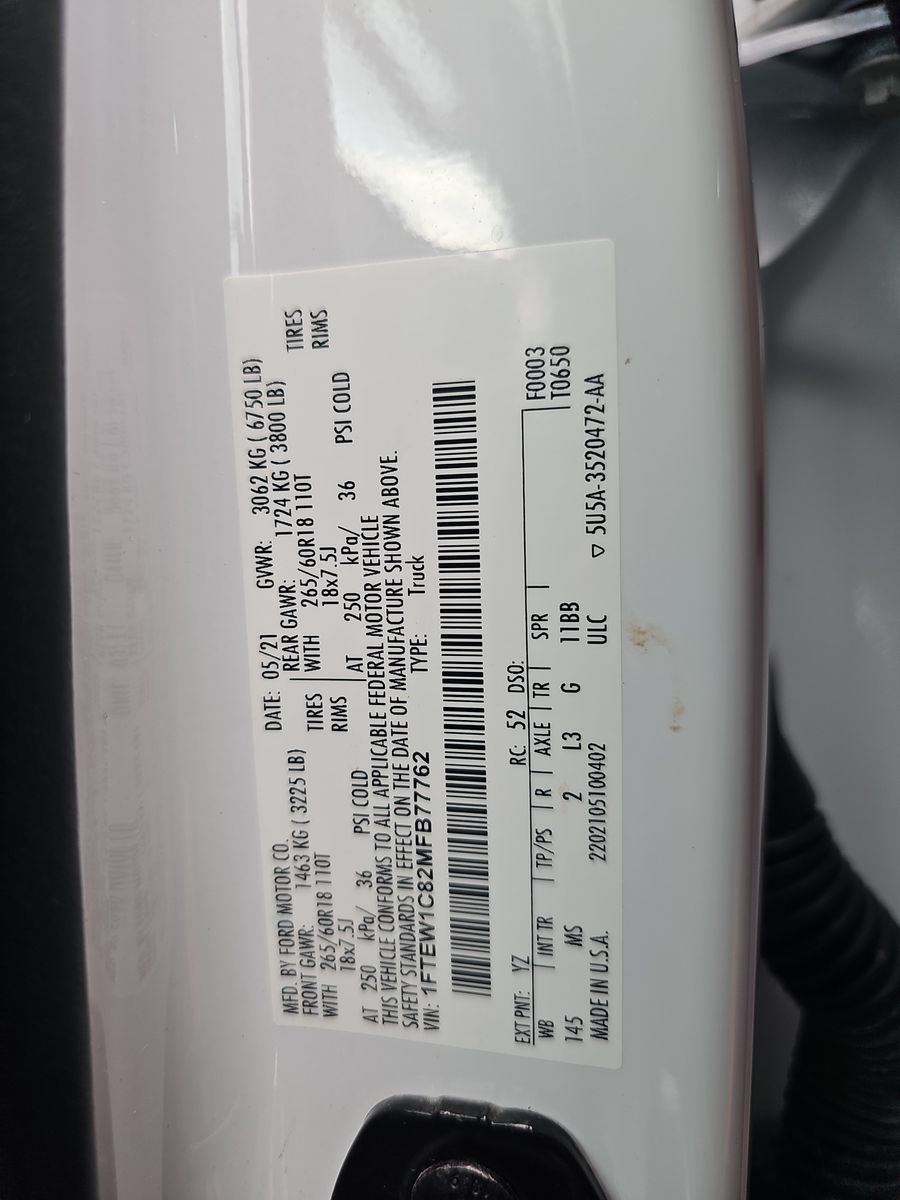 MFD. BY FORD MOTOR CO. DATE: 05/21 GVWR: 3062 KG ( 6750 LB)
FRONT GAWR: 1463 KG ( 3225 LB) REAR GAWR: 1724 KG ( 3800 LB)
WITH 265/60R18 110T TIRES WITH 265/60R18 110T TIRES
18x7.5J RIMS 18x7.5J RIMS
AT 250 kPa/ 36 PSI COLD AT 250 kPa/ 36 PSI COLD
THIS VEHICLE CONFORMS TO ALL APPLICABLE FEDERAL MOTOR VEHICLE
SAFETY STANDARDS IN EFFECT ON THE DATE OF MANUFACTURE SHOWN ABOVE.
VIN: 1FTEW1C82MFB77762 TYPE: Truck
EXT PNT: YZ RC: 52 DSO: F0003
WB INT TR TP/PS R AXLE TR SPR T0650
145 MS 2 L3 G 11BB
MADE IN U.S.A. 2202105100402 ULC ▽ 5U5A-3520472-AA